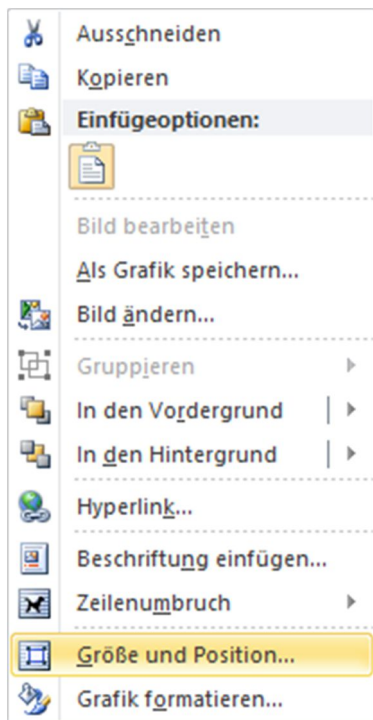 Ausschneiden
Kopieren
Einfügeoptionen:
Bild bearbeiten
Als Grafik speichern...
Bild ändern...
Gruppieren
In den Vordergrund
In den Hintergrund
Hyperlink...
Beschriftung einfügen...
Zeilenumbruch
Größe und Position...
Grafik formatieren...